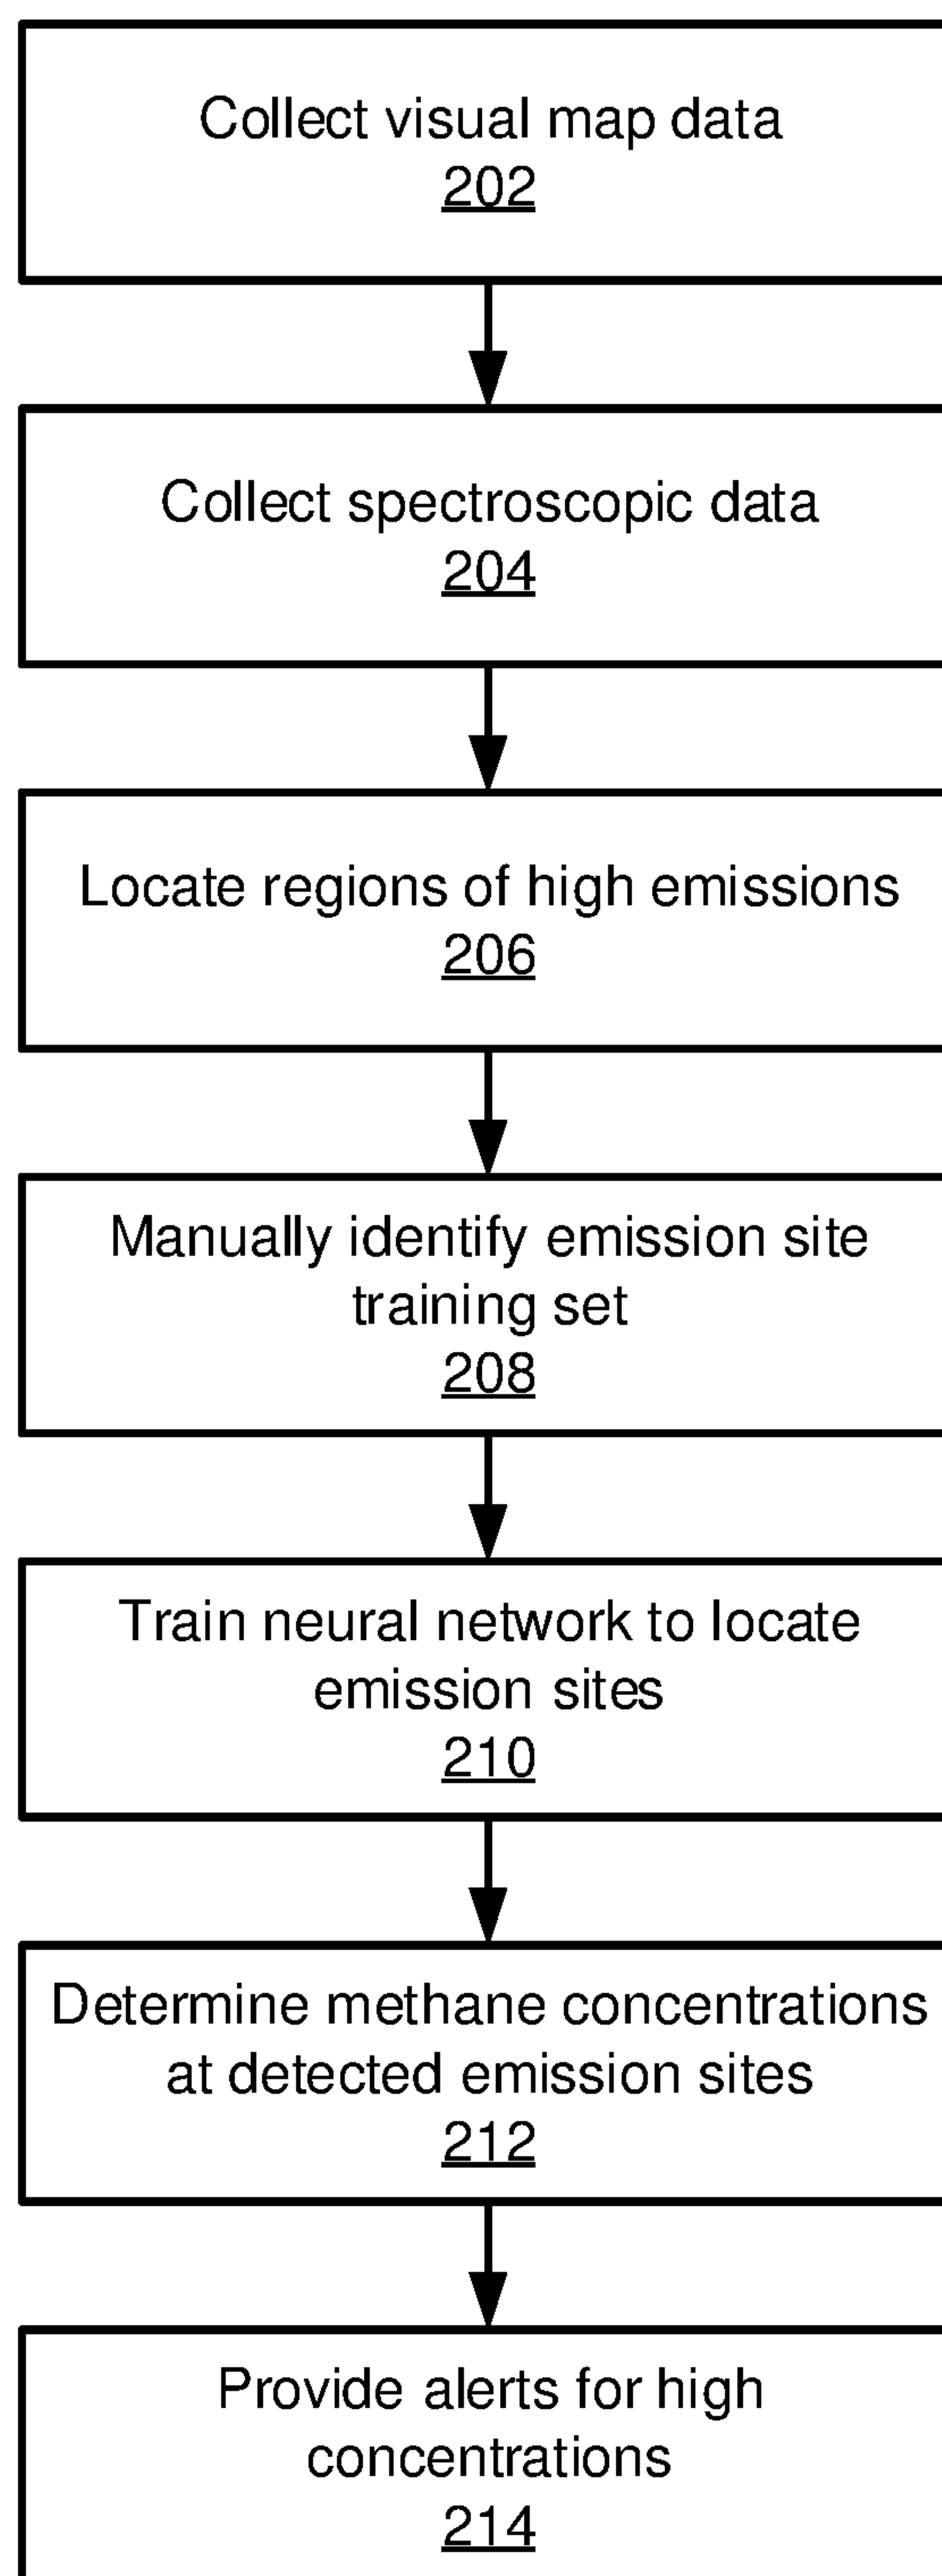 Collect visual map data
202
Collect spectroscopic data
204
Locate regions of high emissions
206
Manually identify emission site
training set
208
Train neural network to locate
emission sites
210
Determine methane concentrations
at detected emission sites
212
Provide alerts for high
concentrations
214